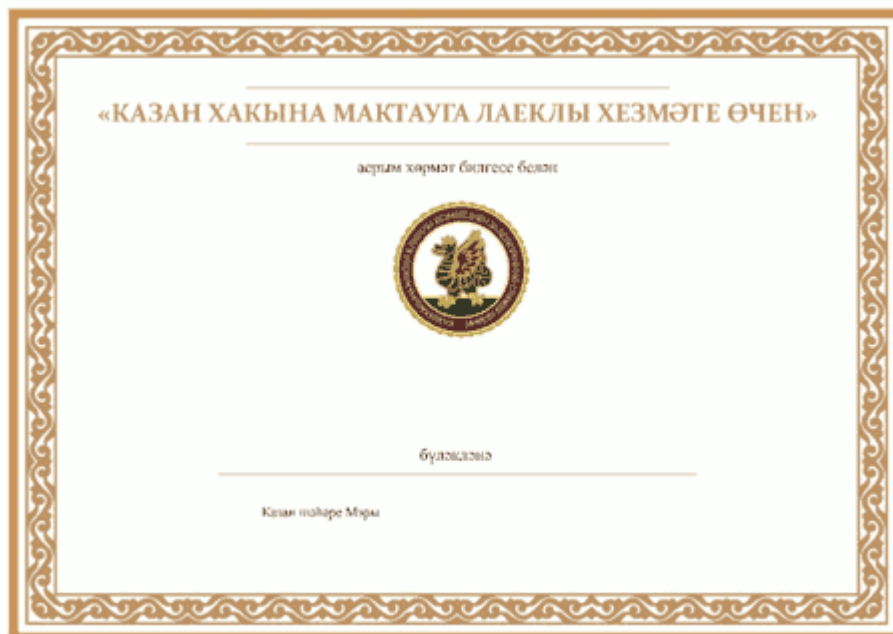 «КАЗАН ХАКЫНА МАКТАУГА ЛАЕКЛЫ ХЕЗМӘТЕ ӨЧЕН»
аерым хөрмәт билгесе белән
бүләкләнә
Казан шәһәре Мэры